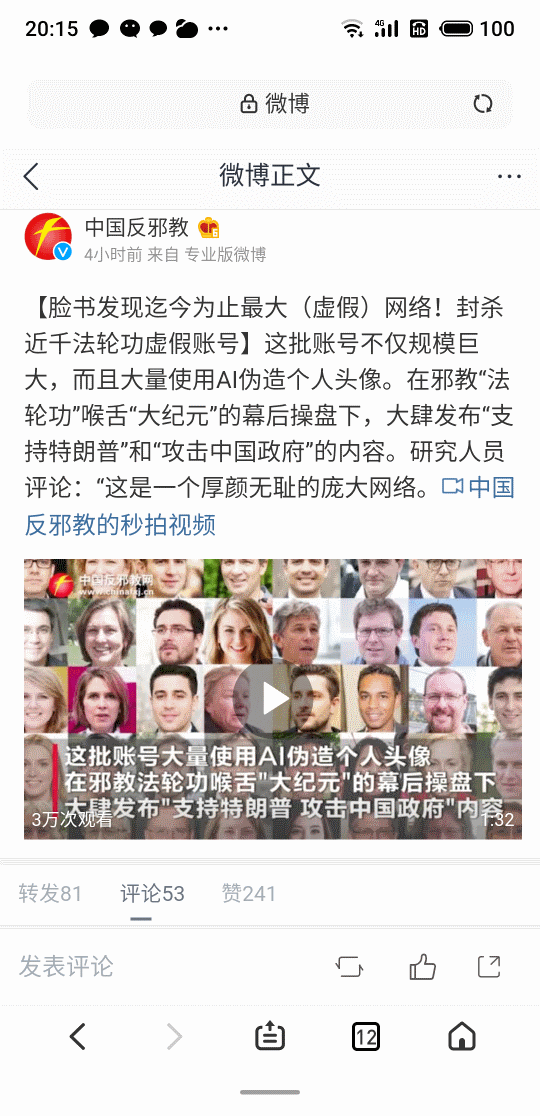 20:15
4G
HD
100
微博
微博正文
中国反邪教
4小时前 来自 专业版微博
【脸书发现迄今为止最大（虚假）网络！封杀
近千法轮功虚假账号】这批账号不仅规模巨
大，而且大量使用AI伪造个人头像。在邪教“法
轮功”喉舌“大纪元”的幕后操盘下，大肆发布“支
持特朗普”和“攻击中国政府”的内容。研究人员
评论：“这是一个厚颜无耻的庞大网络。中国
反邪教的秒拍视频
中国反邪教网
www.chinafxj.cn
这批账号大量使用AI伪造个人头像
在邪教法轮功喉舌"大纪元"的幕后操盘下
大肆发布"支持特朗普 攻击中国政府"内容
3万次观看
1:32
转发81 评论53 赞241
发表评论
12